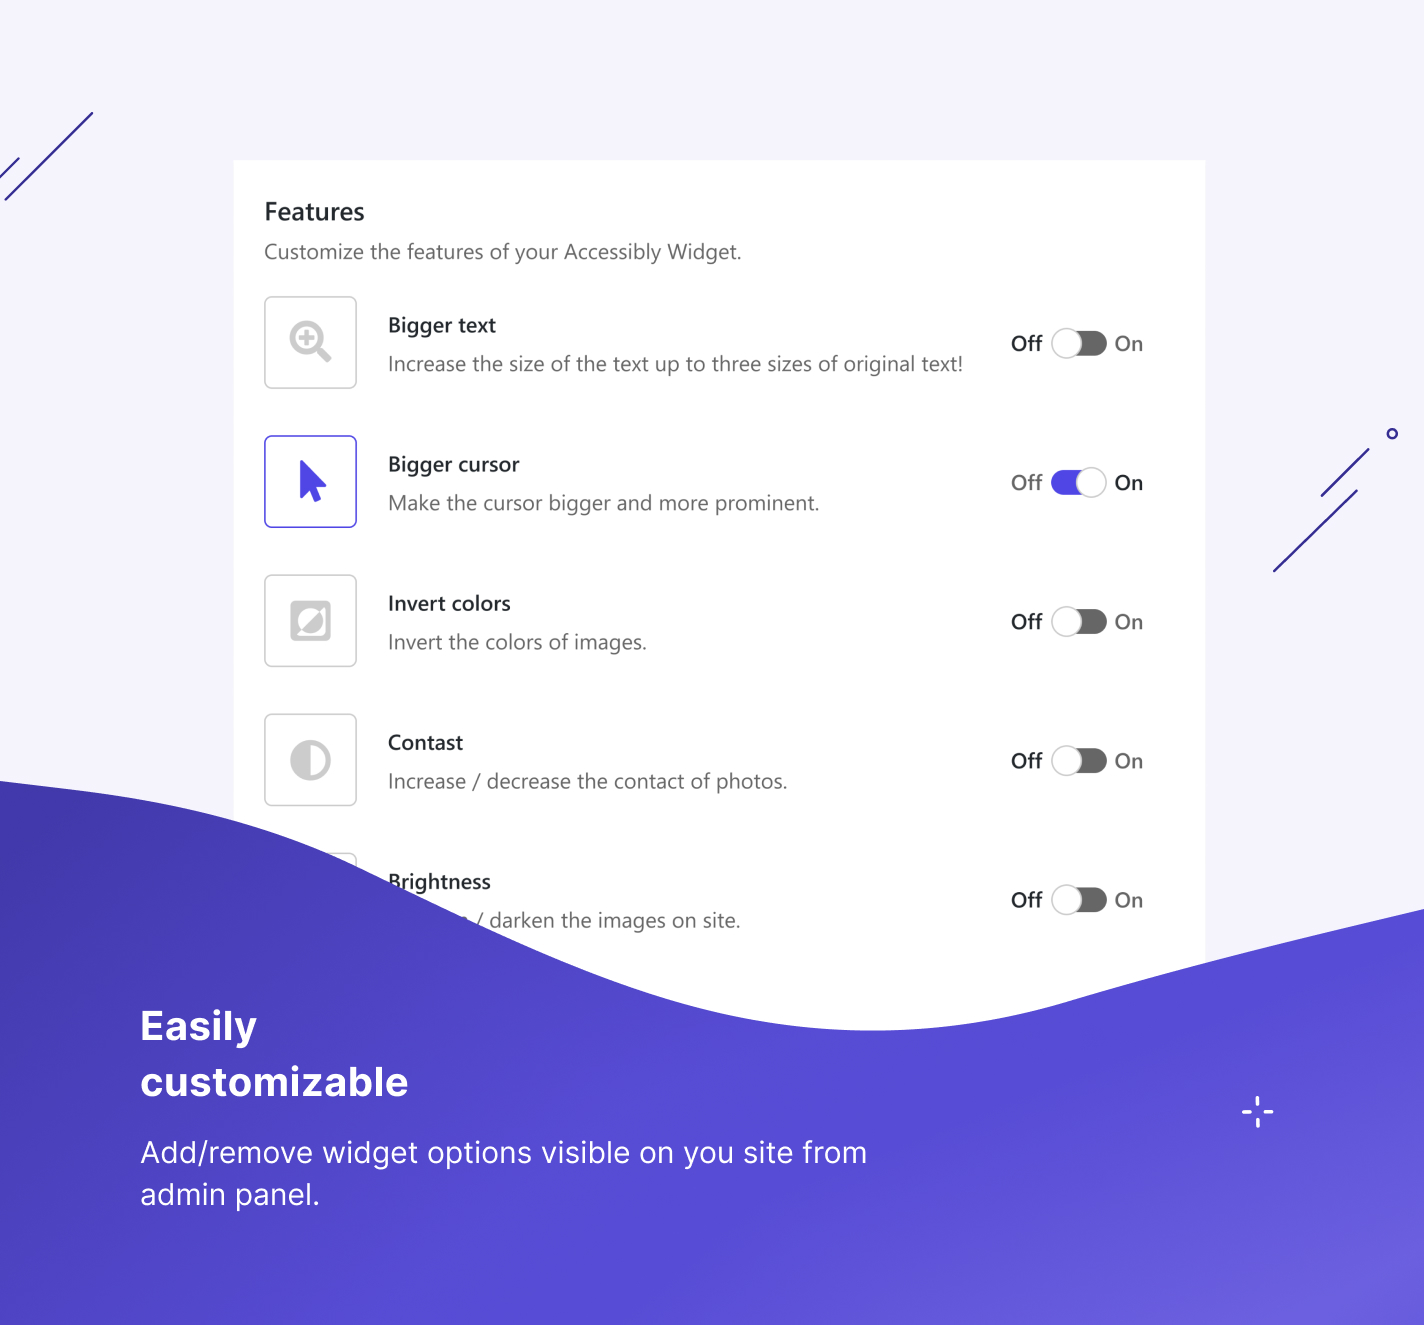 Features
Customize the features of your Accessibly Widget.
Bigger text
Increase the size of the text up to three sizes of original text!
Off On
Bigger cursor
Make the cursor bigger and more prominent.
Off On
Invert colors
Invert the colors of images.
Off On
Contast
Increase / decrease the contact of photos.
Off On
Brightness
/ darken the images on site.
Off On
Easily
customizable
Add/remove widget options visible on you site from
admin panel.